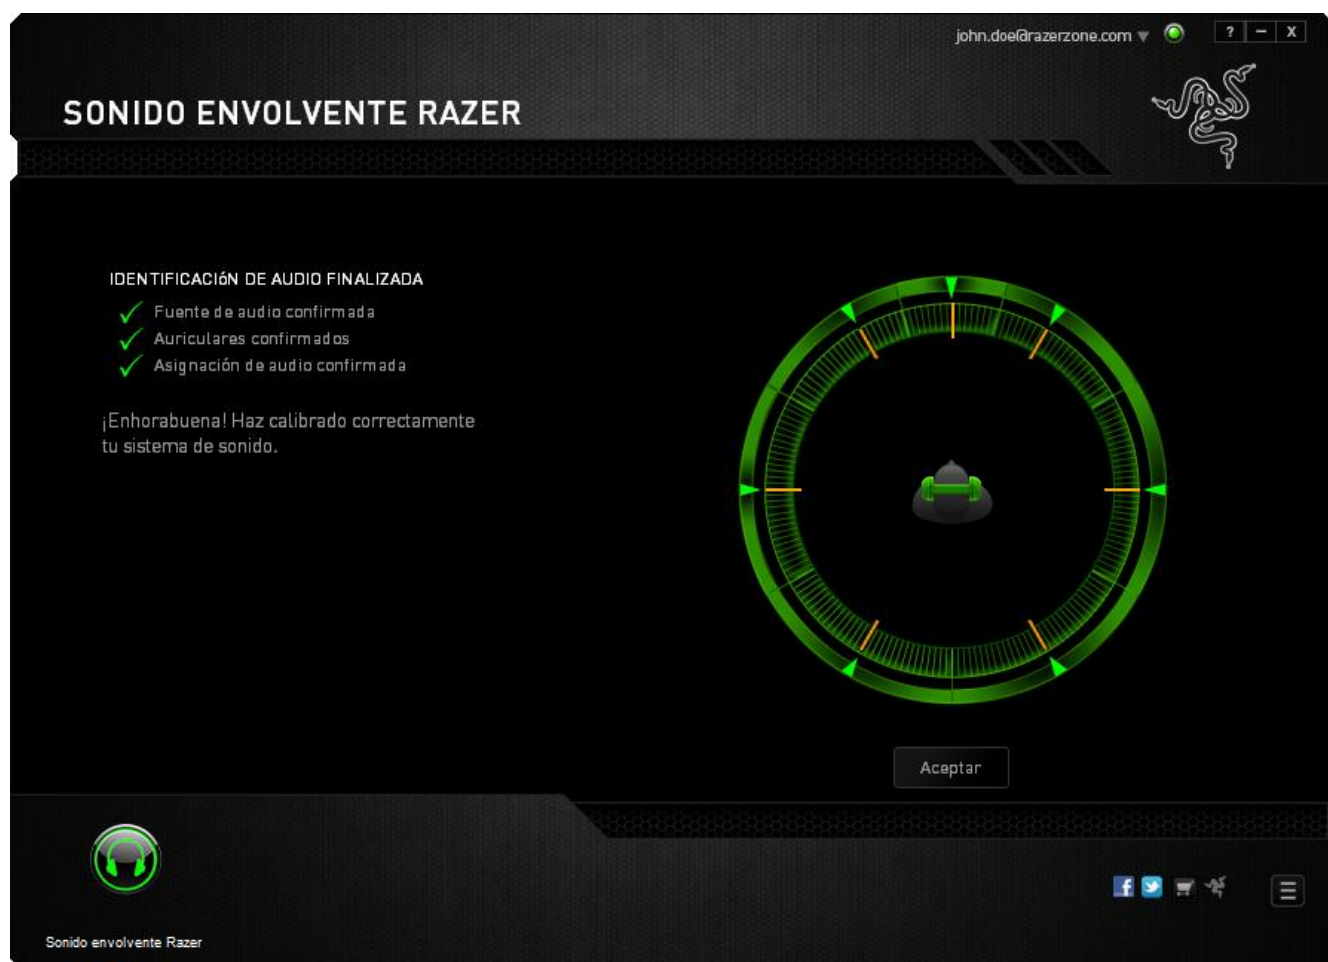 john.doe@razerzone.com
? — X
SONIDO ENVOLVENTE RAZER
IDENTIFICACIóN DE AUDIO FINALIZADA
Fuente de audio confirmada
Auriculares confirmados
Asignación de audio confirmada
¡Enhorabuena! Haz calibrado correctamente
tu sistema de sonido.
Aceptar
Sonido envolvente Razer